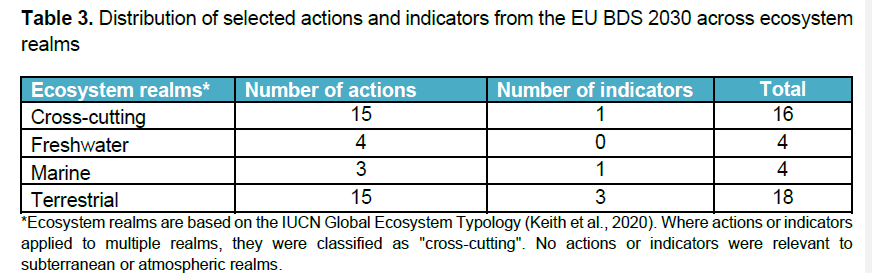 Table 3. Distribution of selected actions and indicators from the EU BDS 2030 across ecosystem
realms
Ecosystem realms* Number of actions Number of indicators Total
Cross-cutting 15 1 16
Freshwater 4 0 4
Marine 3 1 4
Terrestrial 15 3 18
*Ecosystem realms are based on the IUCN Global Ecosystem Typology (Keith et al., 2020). Where actions or indicators
applied to multiple realms, they were classified as "cross-cutting". No actions or indicators were relevant to
subterranean or atmospheric realms.